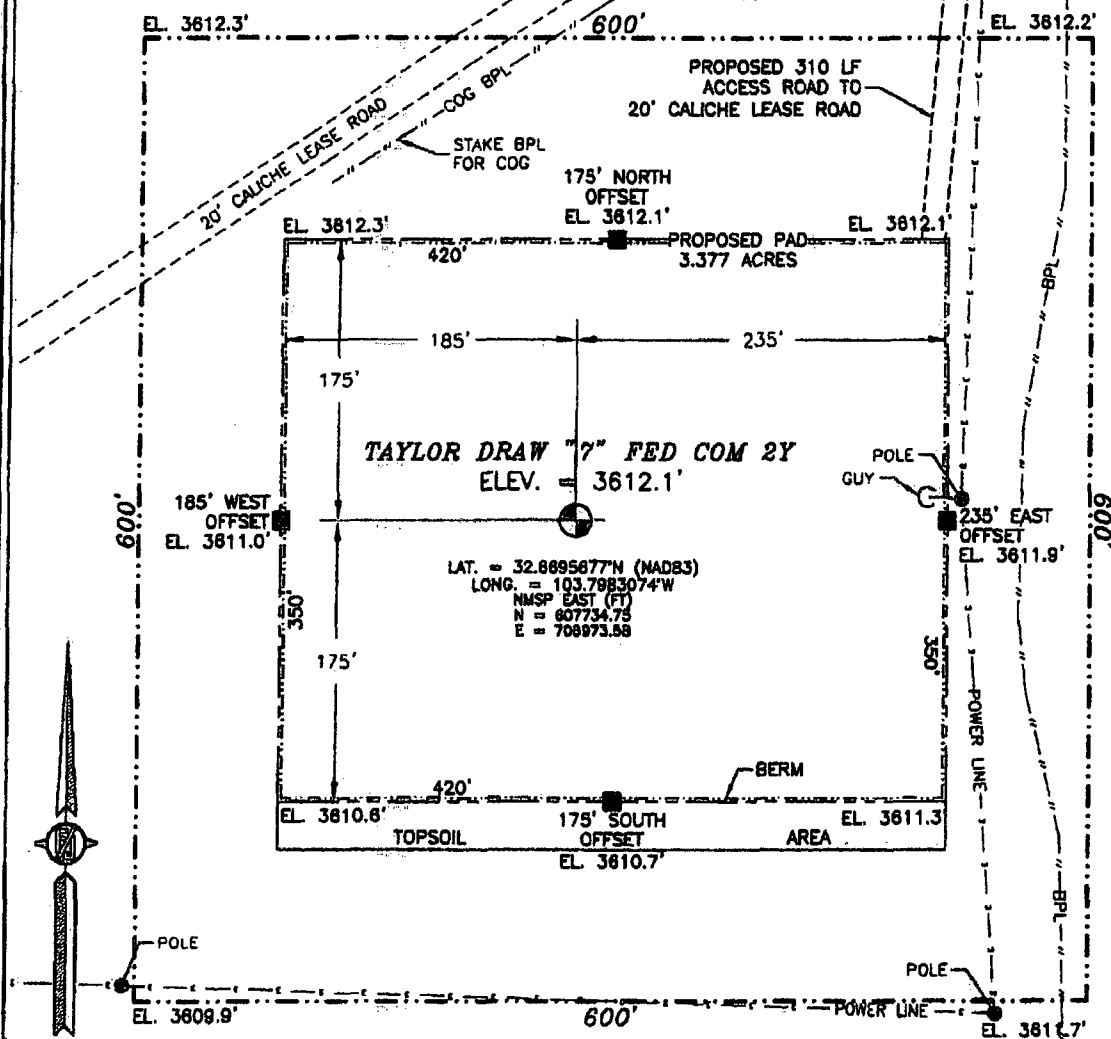 EL. 3612.3'
600'
EL. 3612.2'
PROPOSED 310 LF
ACCESS ROAD TO
20' CALICHE LEASE ROAD
COG BPL
20' CALICHE LEASE ROAD
STAKE BPL
FOR COG
175' NORTH
OFFSET
EL. 3612.1'
EL. 3612.3'
EL. 3612.1'
420'
PROPOSED PAD
3.377 ACRES
BPL
185'
235'
175'
TAYLOR DRAW "7" FED COM 2Y
ELEV. = 3612.1'
POLE
GUY
600'
185' WEST
OFFSET
EL. 3611.0'
235' EAST
OFFSET
EL. 3611.9'
600'
LAT. = 32.6695677'N (NAD83)
LONG. = 103.7983074'W
NMSP EAST (FT)
N = 607734.75
E = 708973.58
350'
350'
175'
POWER LINE
420'
BERM
EL. 3610.6'
175' SOUTH
OFFSET
EL. 3610.7'
EL. 3611.3'
TOPSOIL
AREA
BPL
POLE
POLE
EL. 3609.9'
600'
POWER LINE
EL. 3611.7'